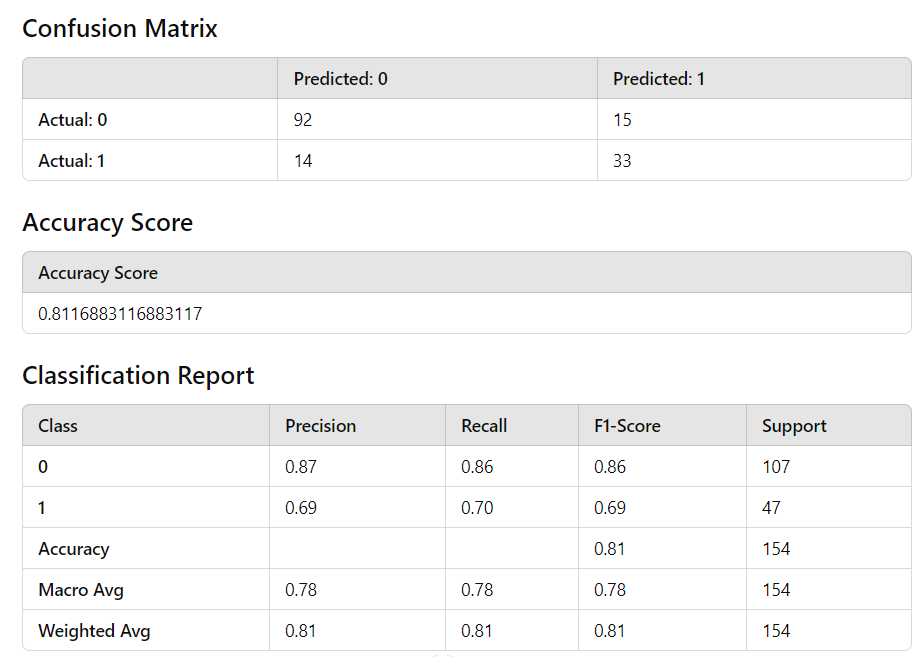 Confusion Matrix
Predicted: 0 Predicted: 1
Actual: 0 92 15
Actual: 1 14 33
Accuracy Score
Accuracy Score
0.8116883116883117
Classification Report
Class Precision Recall F1-Score Support
0 0.87 0.86 0.86 107
1 0.69 0.70 0.69 47
Accuracy 0.81 154
Macro Avg 0.78 0.78 0.78 154
Weighted Avg 0.81 0.81 0.81 154